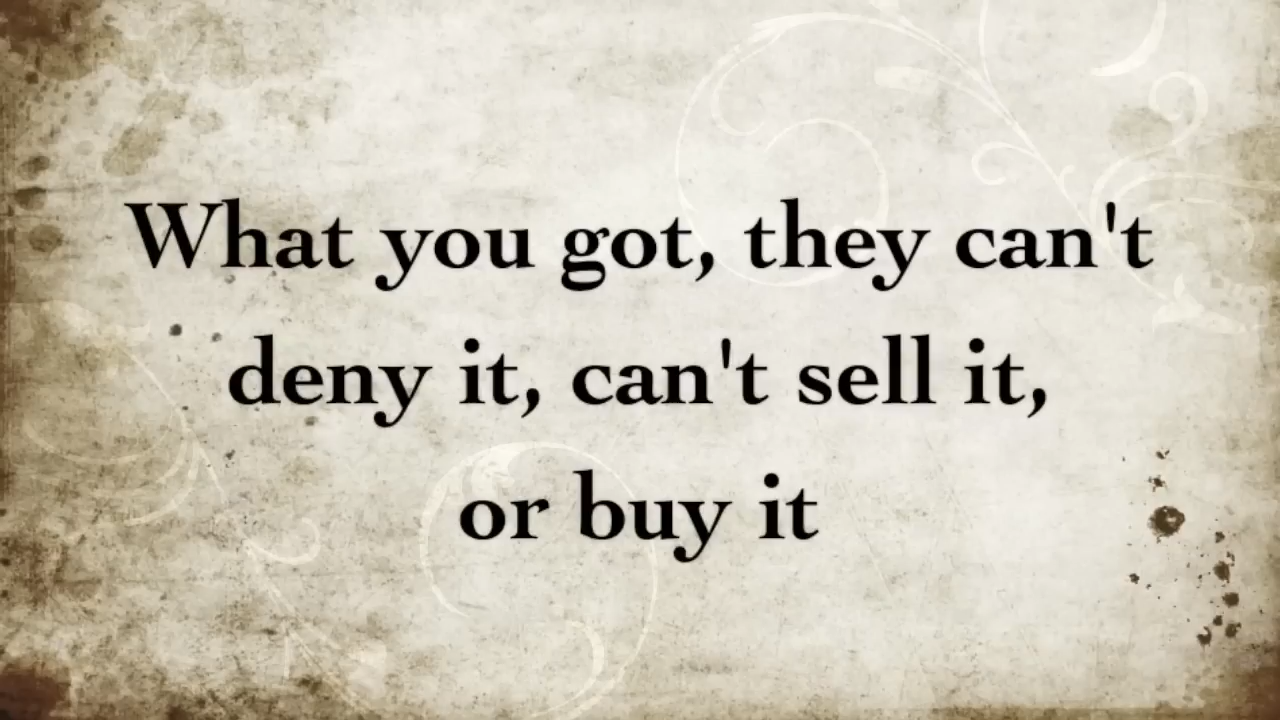 What you got, they can't
deny it, can't sell it,
or buy it